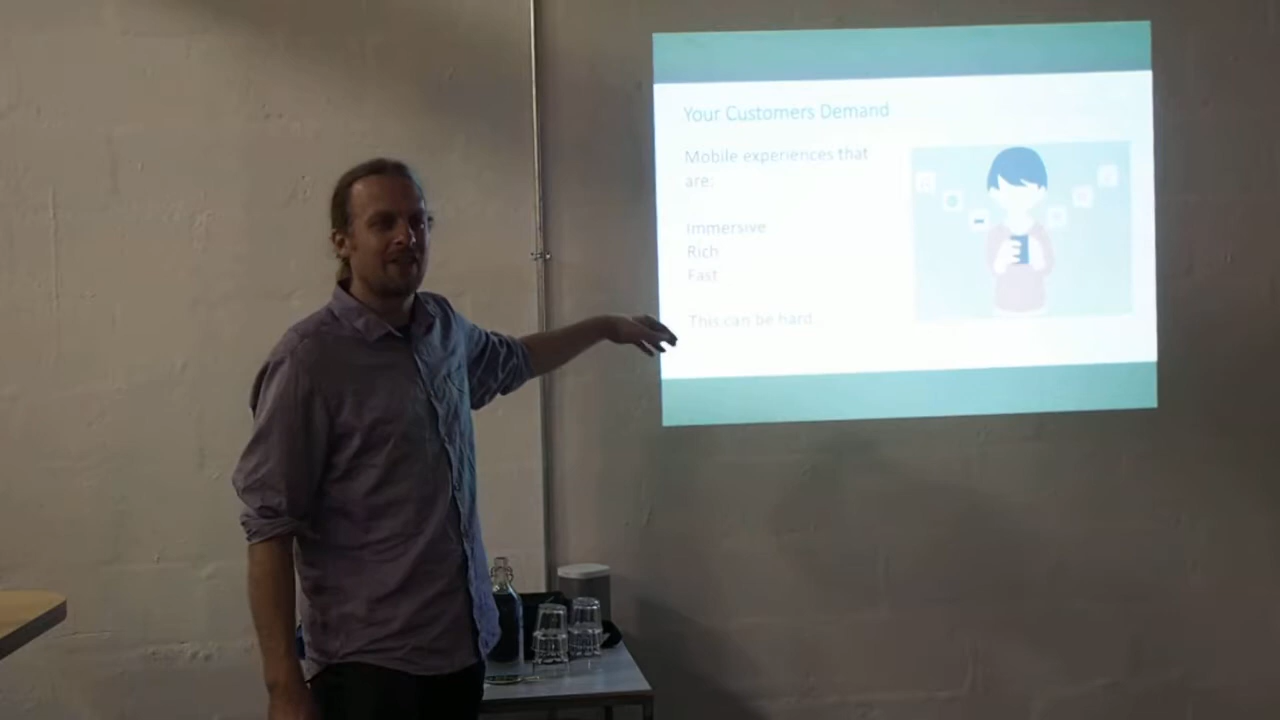 Your Customers Demand
Mobile experiences that
are:
Immersive
Rich
Fast
This can be hard...